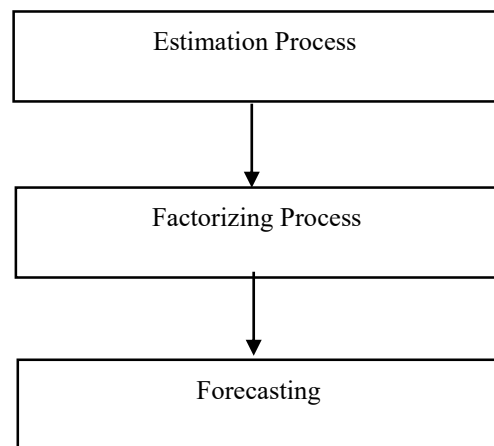 Estimation Process
Factorizing Process
Forecasting